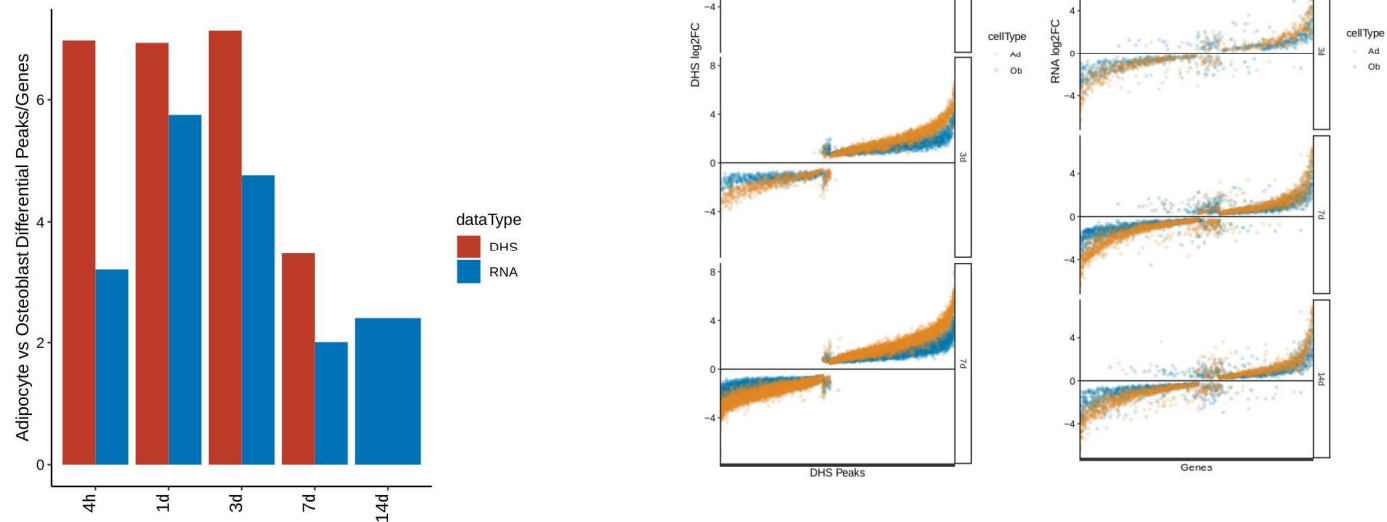 Adipocyte vs Osteoblast Differential Peaks/Genes
6
4
2
0
4h
1d
3d
7d
14d
dataType
DHS
RNA
DHS log2FC
−4
8
4
0
−4
8
4
0
−4
3d
7d
DHS Peaks
cellType
Ad
Ob
RNA log2FC
4
0
−4
4
0
−4
4
0
−4
3d
7d
14d
Genes
cellType
Ad
Ob